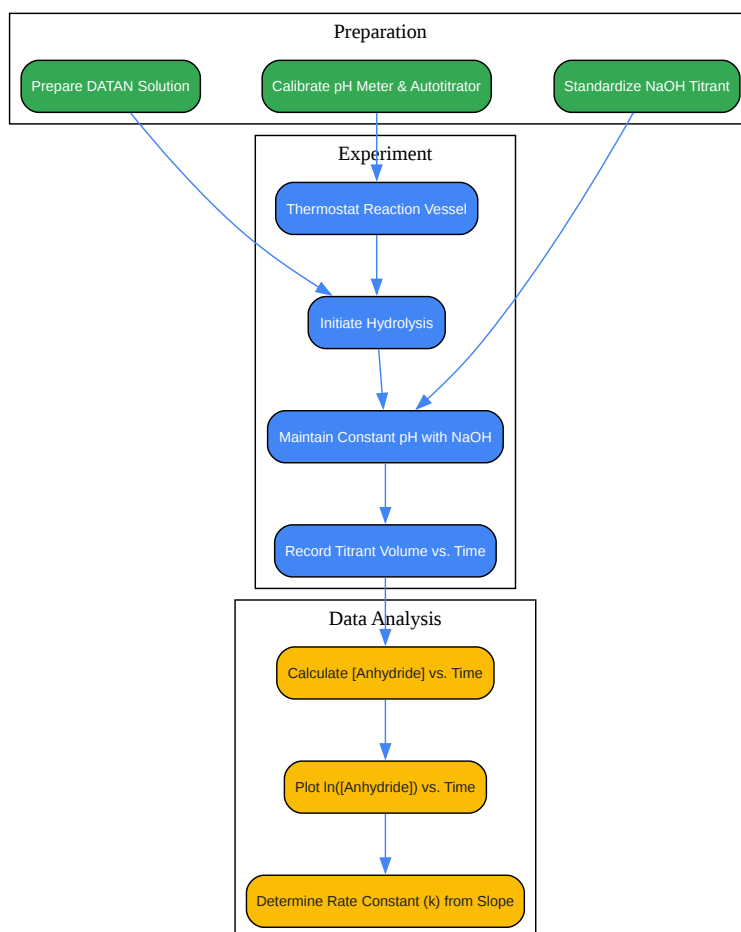 Preparation
Prepare DATAN Solution
Calibrate pH Meter & Autotitrator
Standardize NaOH Titrant
Experiment
Thermostat Reaction Vessel
Initiate Hydrolysis
Maintain Constant pH with NaOH
Record Titrant Volume vs. Time
Data Analysis
Calculate [Anhydride] vs. Time
Plot ln([Anhydride]) vs. Time
Determine Rate Constant (k) from Slope